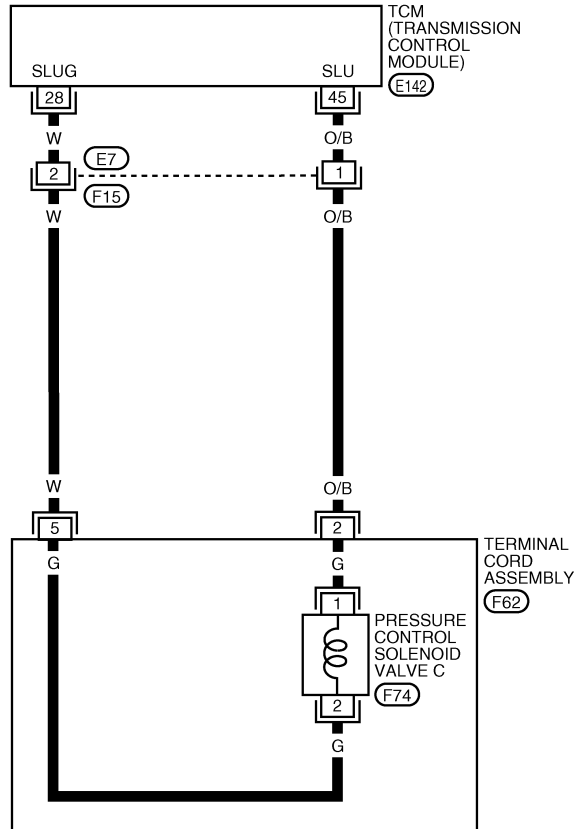 TCM
(TRANSMISSION
CONTROL
MODULE)
E142
SLUG
SLU
28
45
W
O/B
2
E7
1
F15
W
O/B
W
O/B
5
2
TERMINAL
CORD
ASSEMBLY
F62
G
G
1
PRESSURE
CONTROL
SOLENOID
VALVE C
F74
2
G